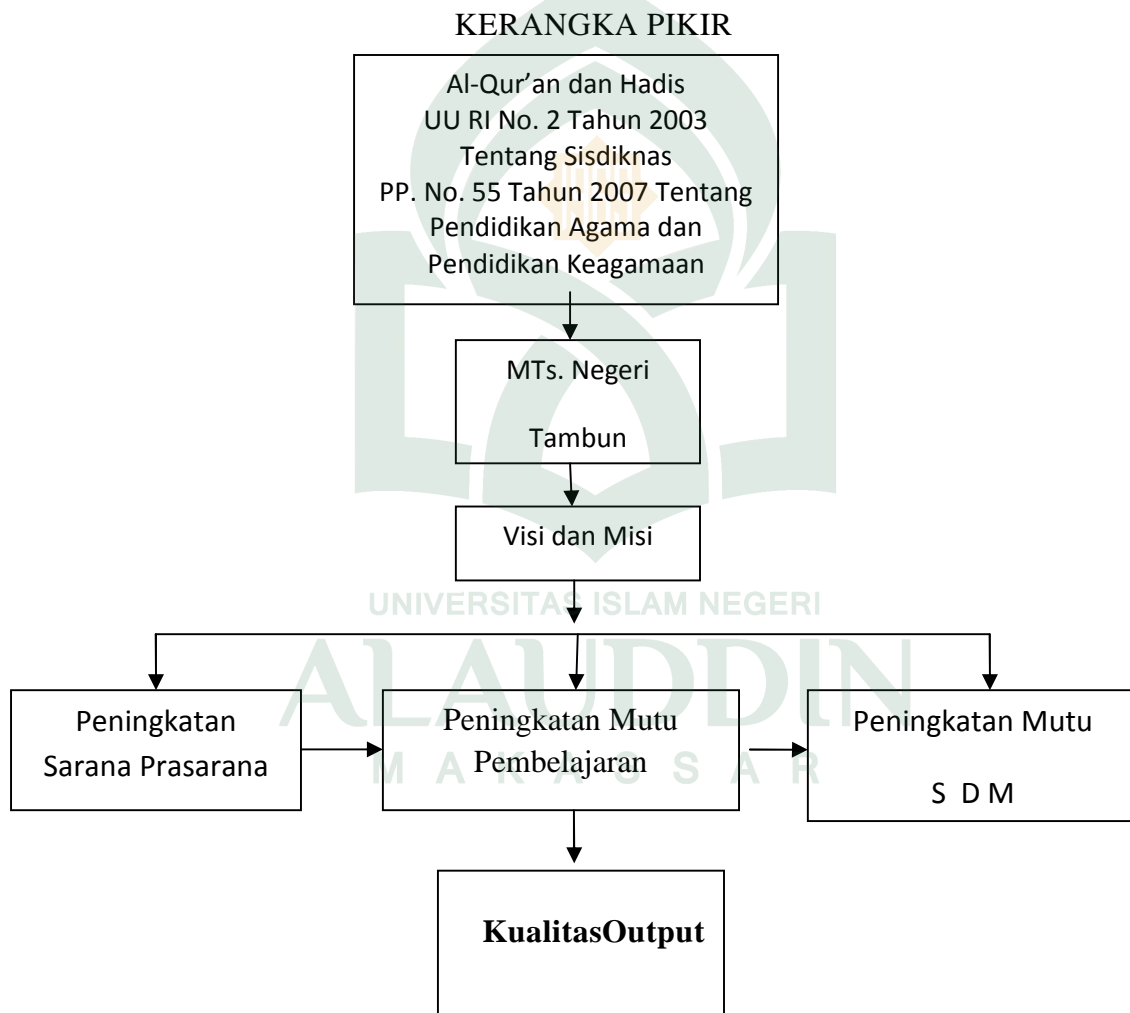 KERANGKA PIKIR
Al-Qur’an dan Hadis
UU RI No. 2 Tahun 2003
Tentang Sisdiknas
PP. No. 55 Tahun 2007 Tentang
Pendidikan Agama dan
Pendidikan Keagamaan
MTs. Negeri
Tambun
Visi dan Misi
UNIVERSITAS ISLAM NEGERI
ALAUDDIN
MAKASSAR
Peningkatan
Sarana Prasarana
Peningkatan Mutu
Pembelajaran
Peningkatan Mutu
S D M
KualitasOutput